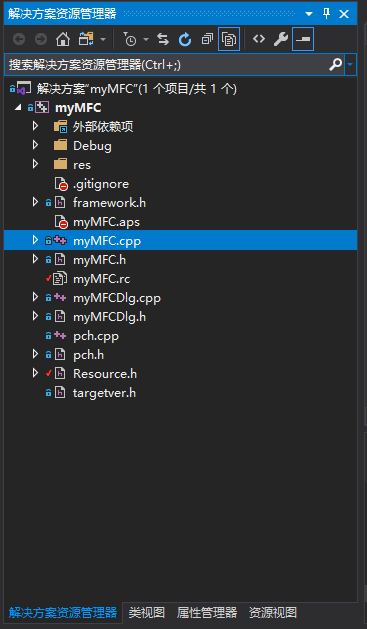 解决方案资源管理器
搜索解决方案资源管理器(Ctrl+;)
解决方案"myMFC"(1 个项目/共 1 个)
myMFC
外部依赖项
Debug
res
.gitignore
framework.h
myMFC.aps
myMFC.cpp
myMFC.h
myMFC.rc
myMFCDlg.cpp
myMFCDlg.h
pch.cpp
pch.h
Resource.h
targetver.h
解决方案资源管理器 类视图 属性管理器 资源视图